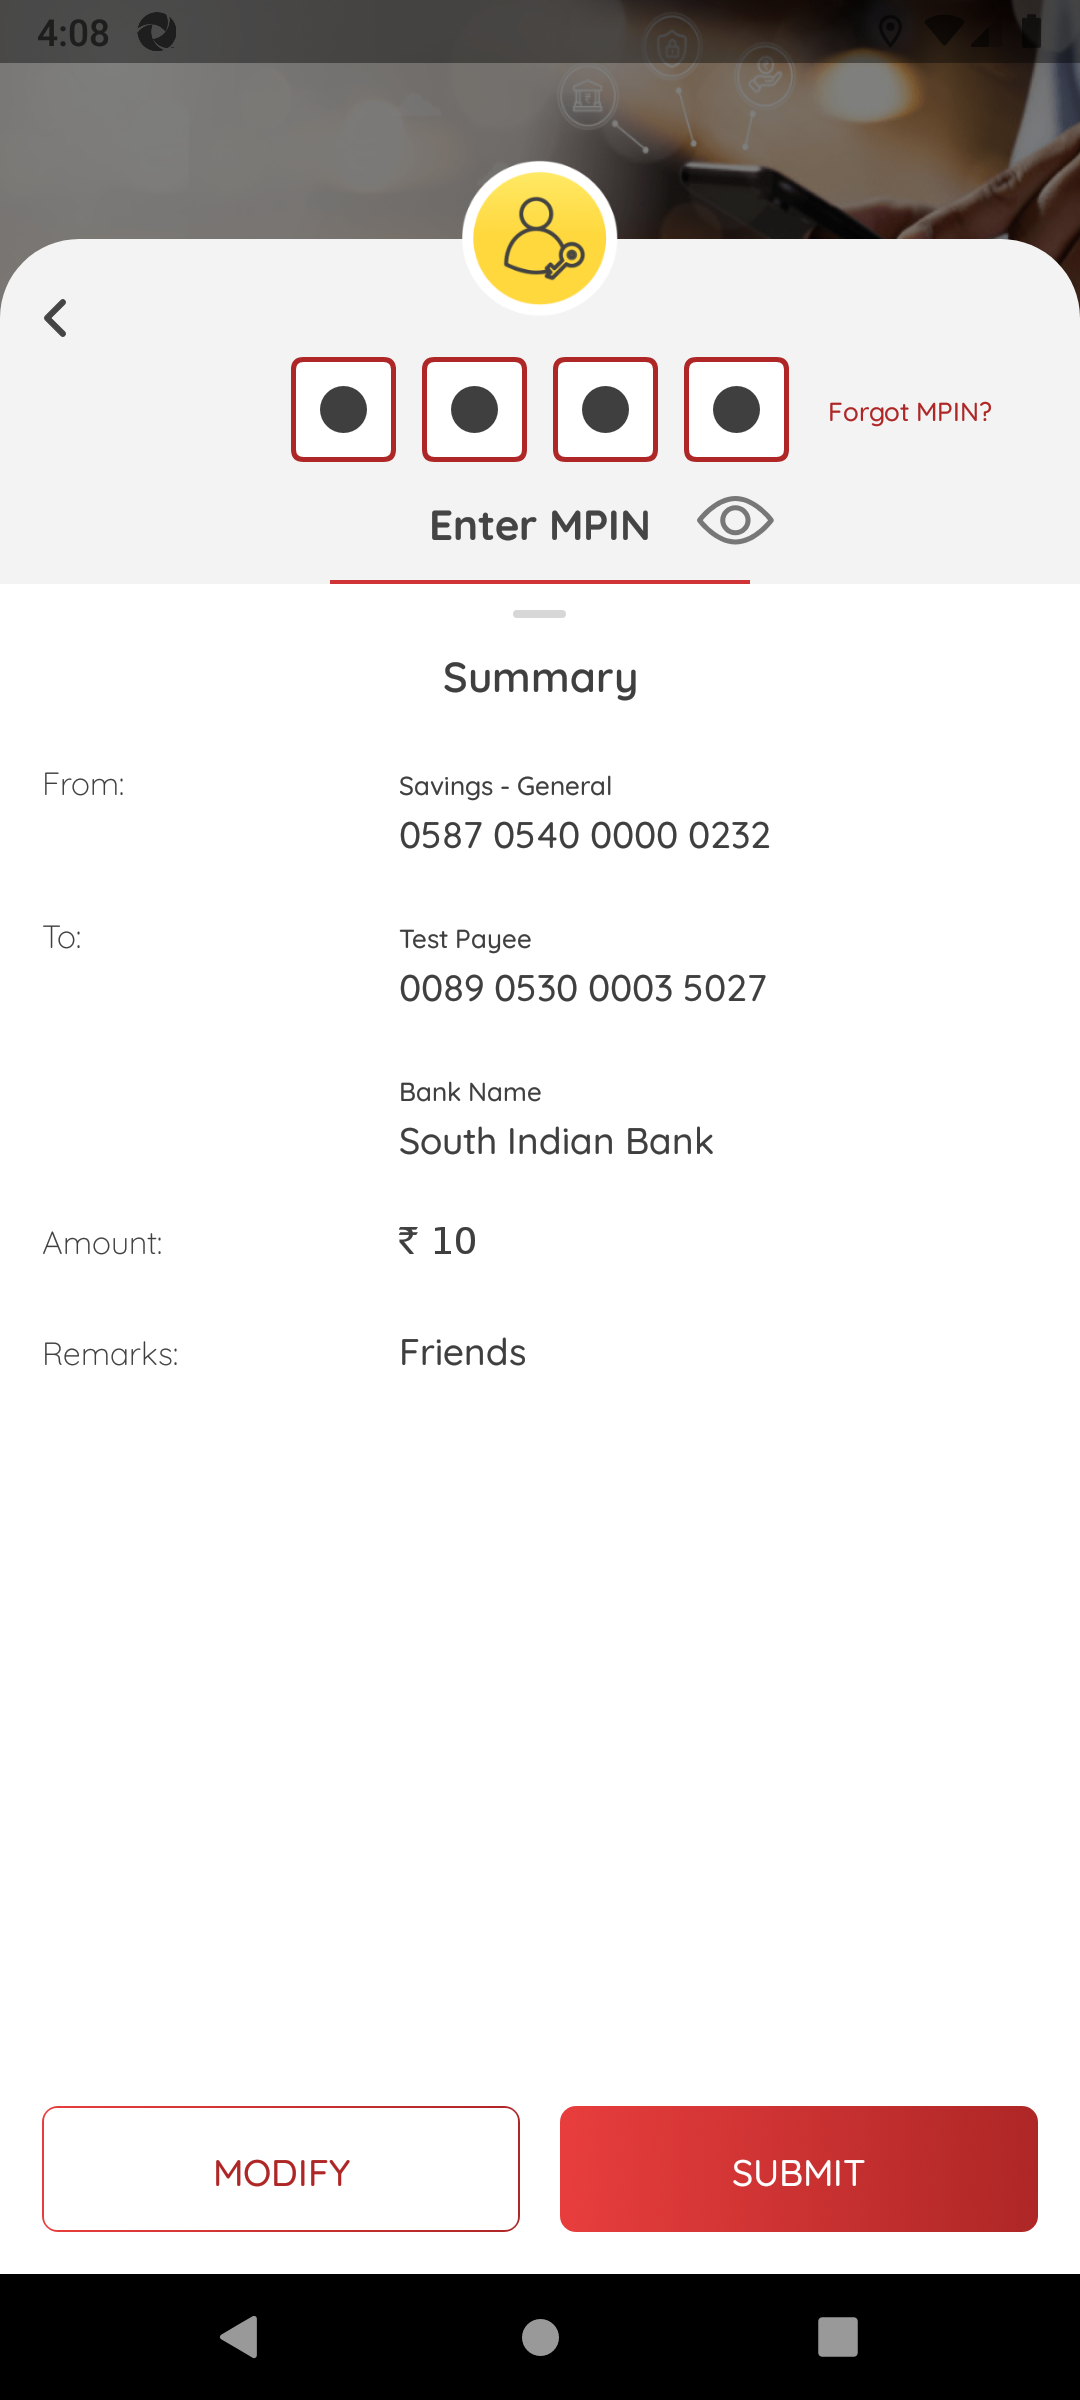 4:08
Forgot MPIN?
Enter MPIN
Summary
From:
Savings - General
0587 0540 0000 0232
To:
Test Payee
0089 0530 0003 5027
Bank Name
South Indian Bank
Amount:
₹ 10
Remarks:
Friends
MODIFY
SUBMIT